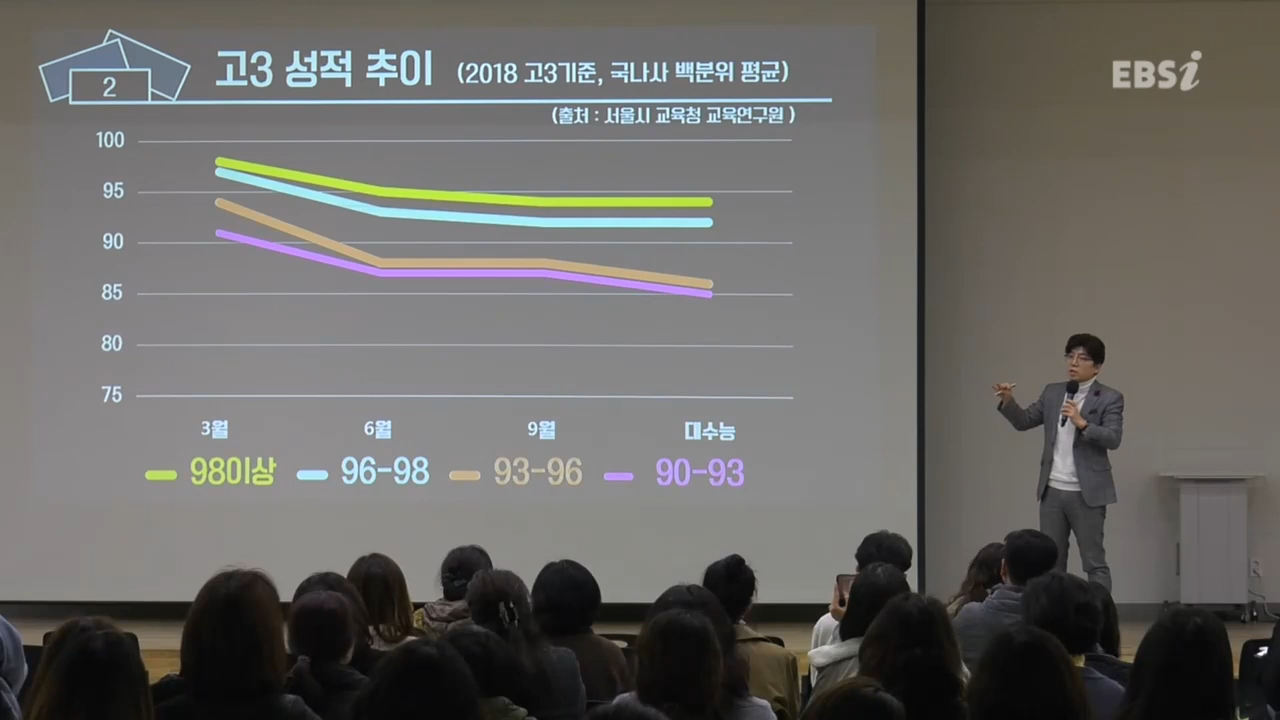 2
고3 성적 추이 (2018 고3기준, 국나사 백분위 평균)
(출처 : 서울시 교육청 교육연구원 )
EBSi
100
95
90
85
80
75
3월 6월 9월 대수능
98이상 96-98 93-96 90-93